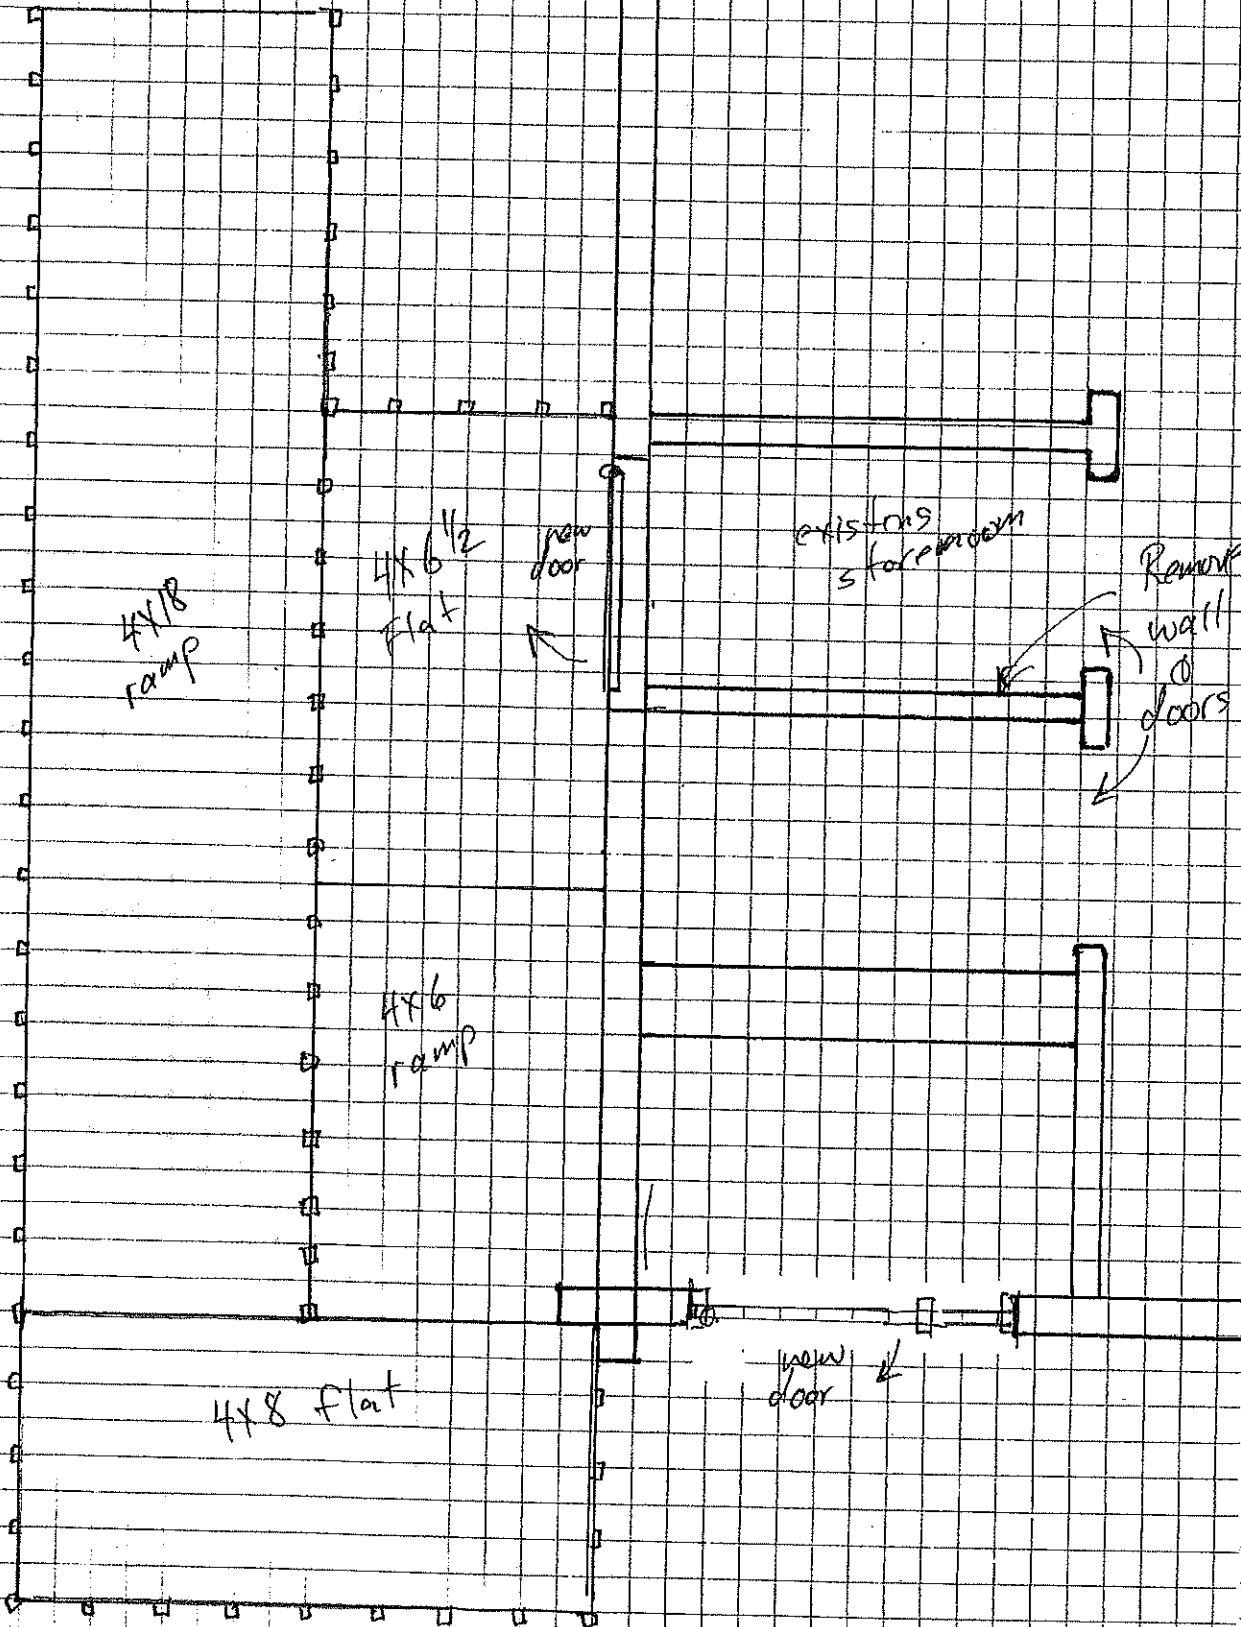 4X6 1/2
flat
new
door
existing
storeroom
Remove
wall
&
doors
4X18
ramp
4X6
ramp
new
door
4X8 flat